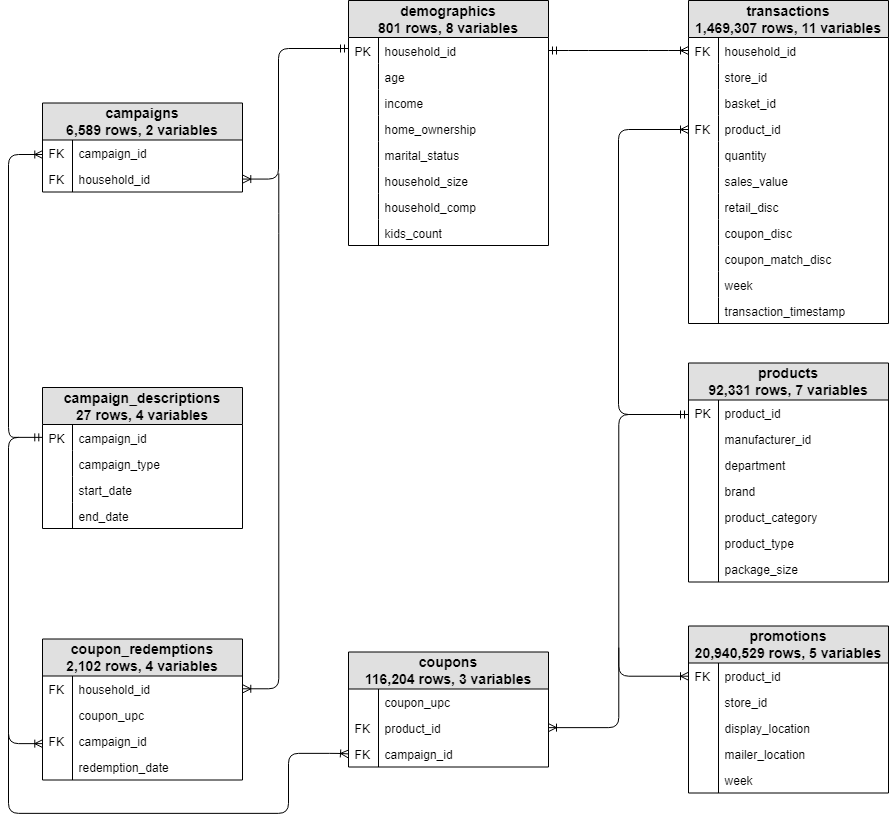 demographics
801 rows, 8 variables
PK household_id
age
income
home_ownership
marital_status
household_size
household_comp
kids_count
transactions
1,469,307 rows, 11 variables
FK household_id
store_id
basket_id
FK product_id
quantity
sales_value
retail_disc
coupon_disc
coupon_match_disc
week
transaction_timestamp
campaigns
6,589 rows, 2 variables
FK campaign_id
FK household_id
campaign_descriptions
27 rows, 4 variables
PK campaign_id
campaign_type
start_date
end_date
products
92,331 rows, 7 variables
PK product_id
manufacturer_id
department
brand
product_category
product_type
package_size
coupon_redemptions
2,102 rows, 4 variables
FK household_id
coupon_upc
FK campaign_id
redemption_date
coupons
116,204 rows, 3 variables
coupon_upc
FK product_id
FK campaign_id
promotions
20,940,529 rows, 5 variables
FK product_id
store_id
display_location
mailer_location
week